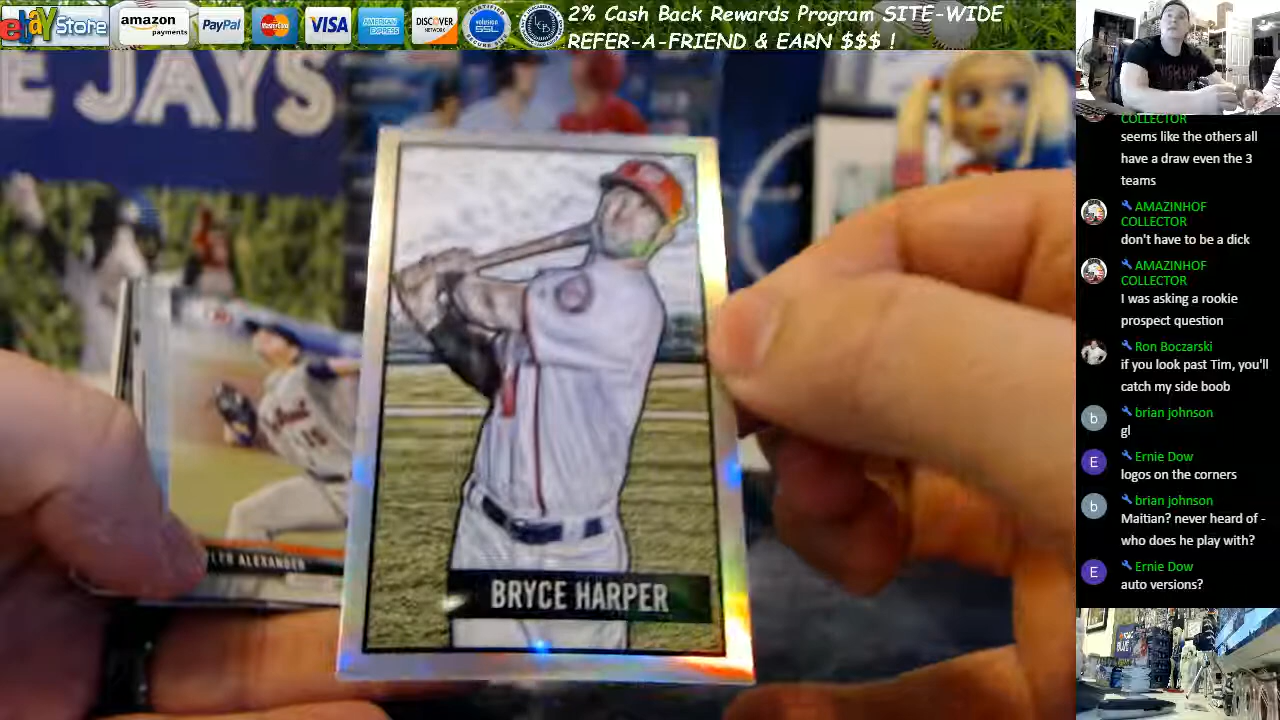 ebay Store
amazon
payments
PayPal
MasterCard
VISA
AMERICAN
EXPRESS
DISCOVER
NETWORK
CERTIFIED
SSL
2% Cash Back Rewards Program SITE-WIDE
REFER-A-FRIEND & EARN $$$ !
E JAYS
BRYCE HARPER
ALEXANDER
COLLECTOR
seems like the others all
have a draw even the 3
teams
AMAZINHOF
COLLECTOR
don't have to be a dick
AMAZINHOF
COLLECTOR
I was asking a rookie
prospect question
Ron Boczarski
if you look past Tim, you'll
catch my side boob
b
brian johnson
gl
E
Ernie Dow
logos on the corners
b
brian johnson
Maitian? never heard of -
who does he play with?
E
Ernie Dow
auto versions?